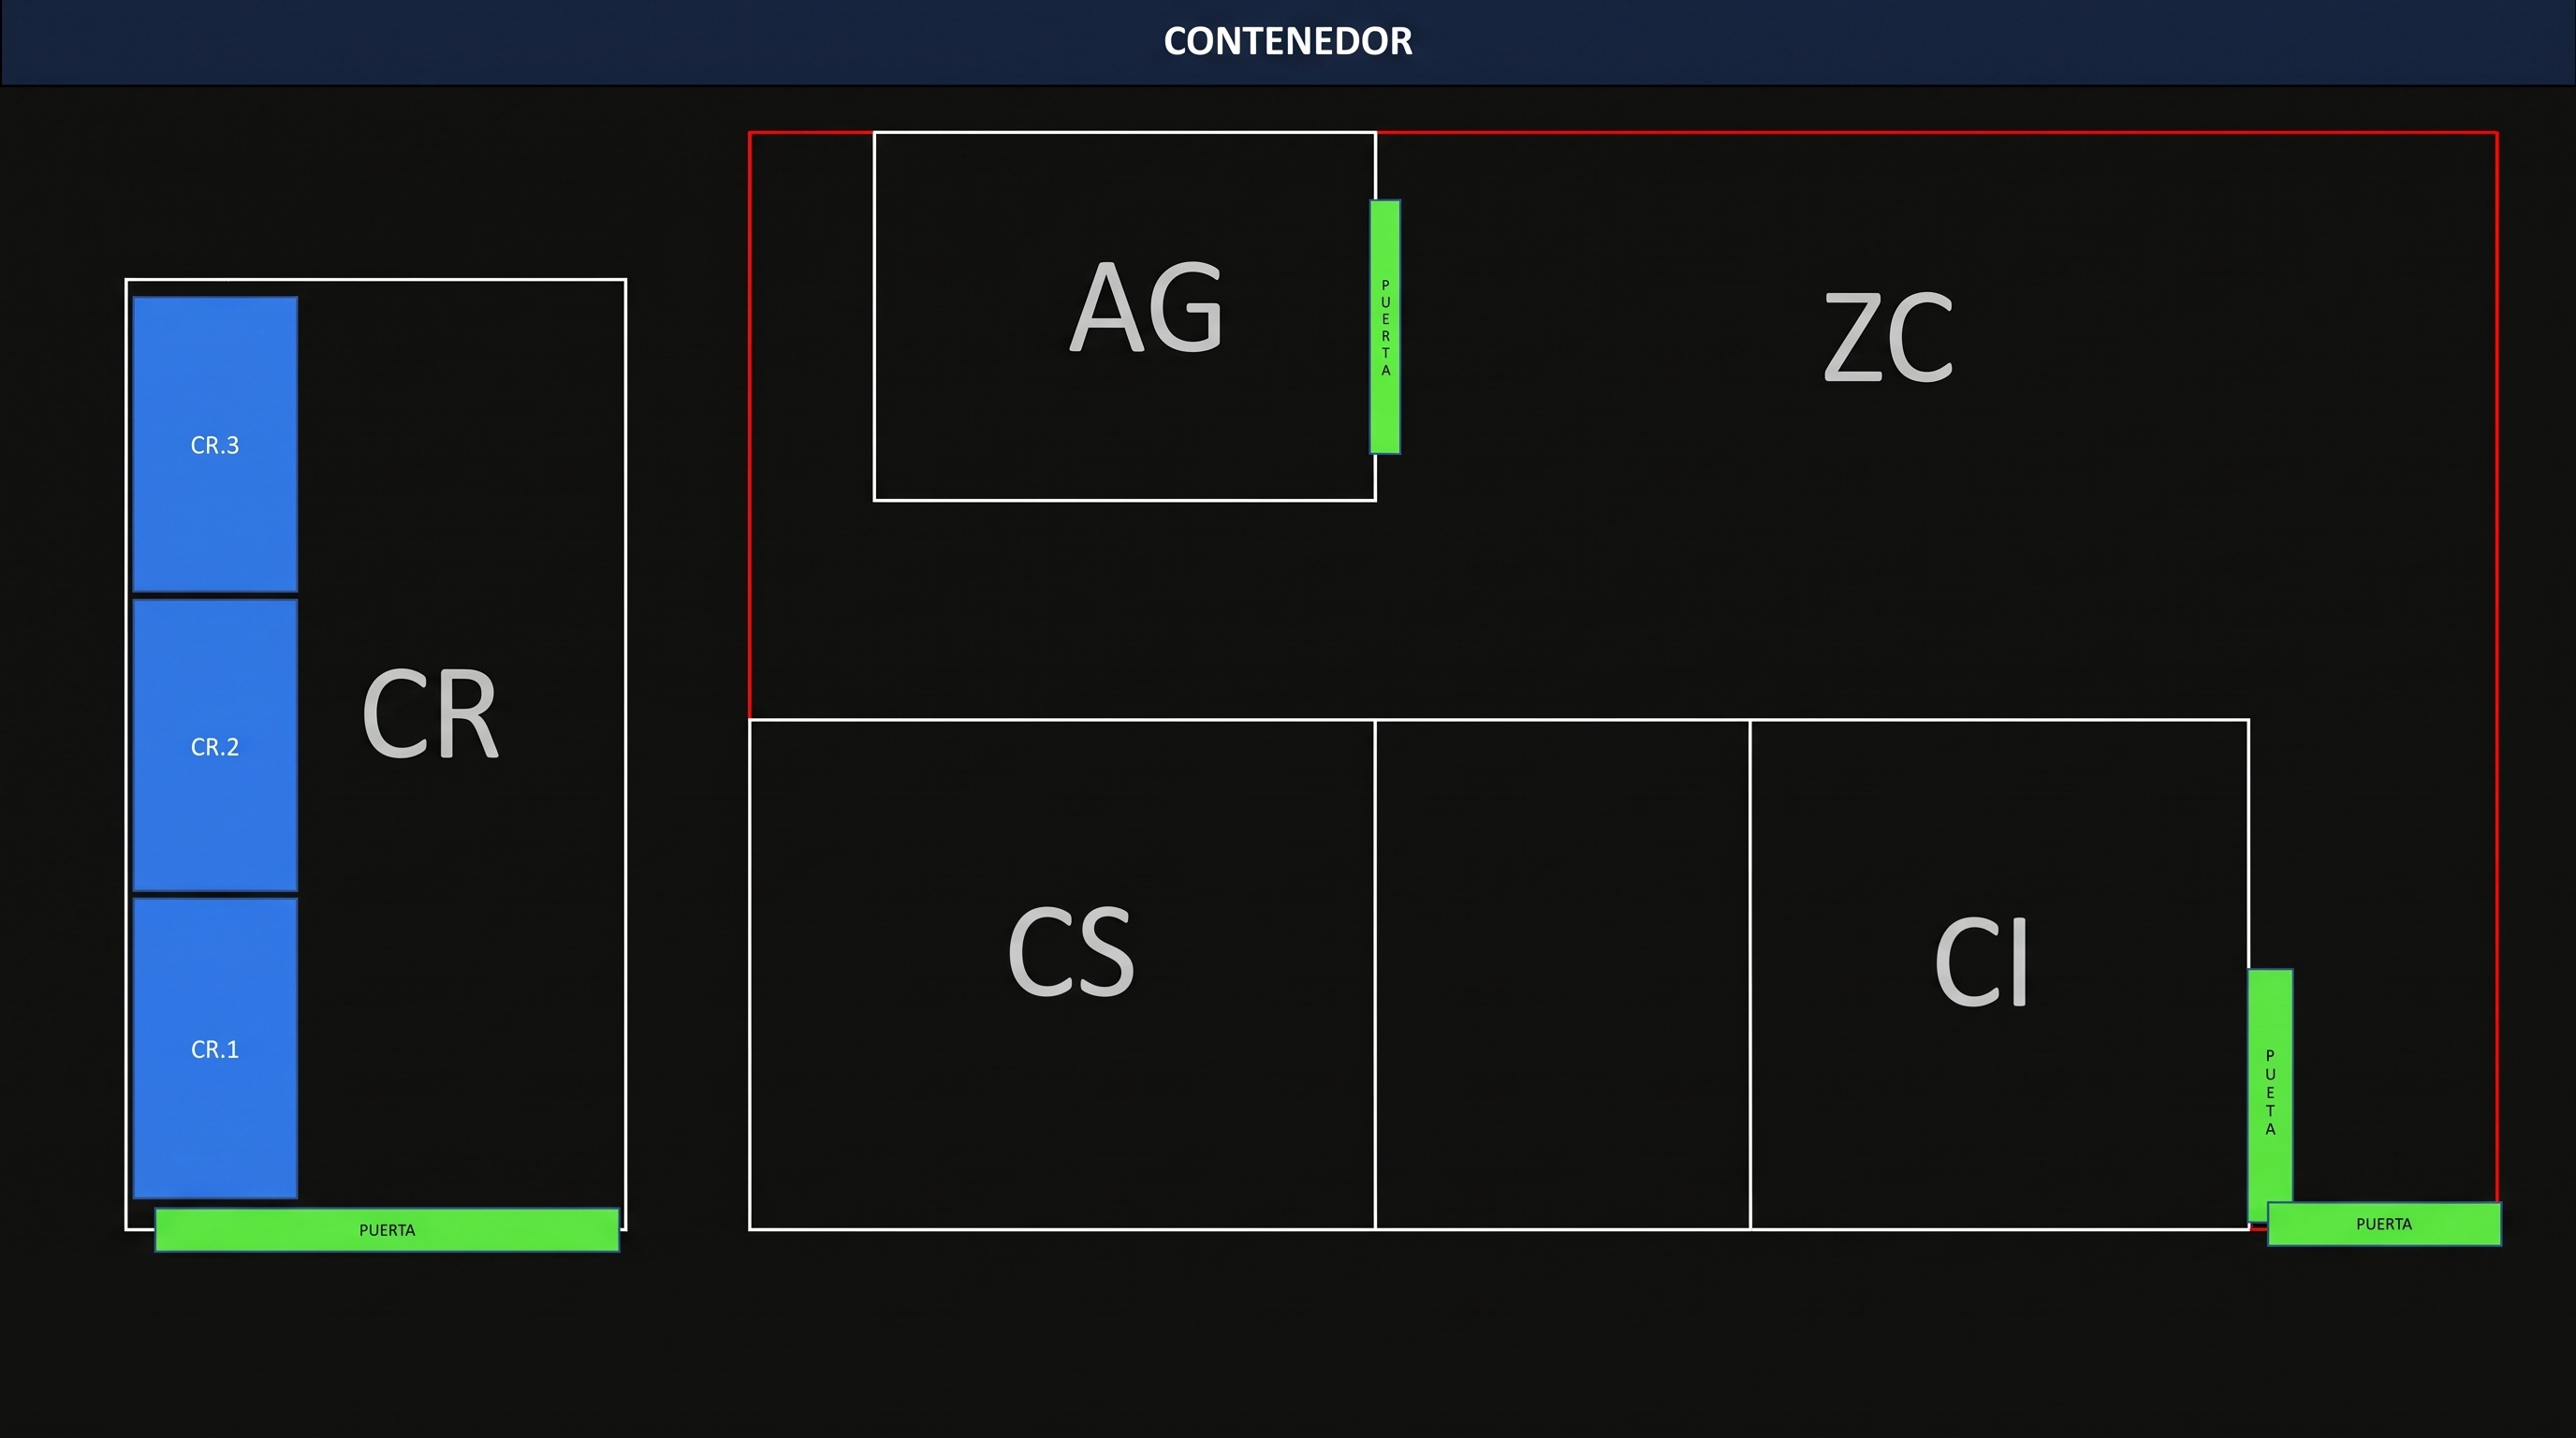 CONTENEDOR
AG
PUERTA
ZC
CR.3
CR.2
CR
CR.1
PUERTA
CS
CI
PUETA
PUERTA